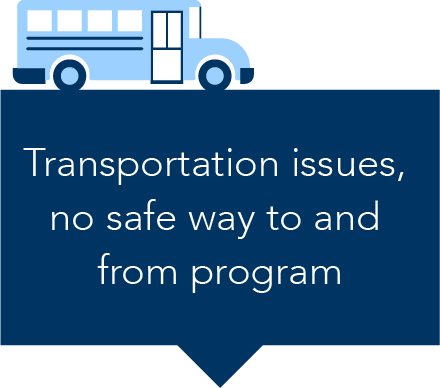 Transportation issues,
no safe way to and
from program